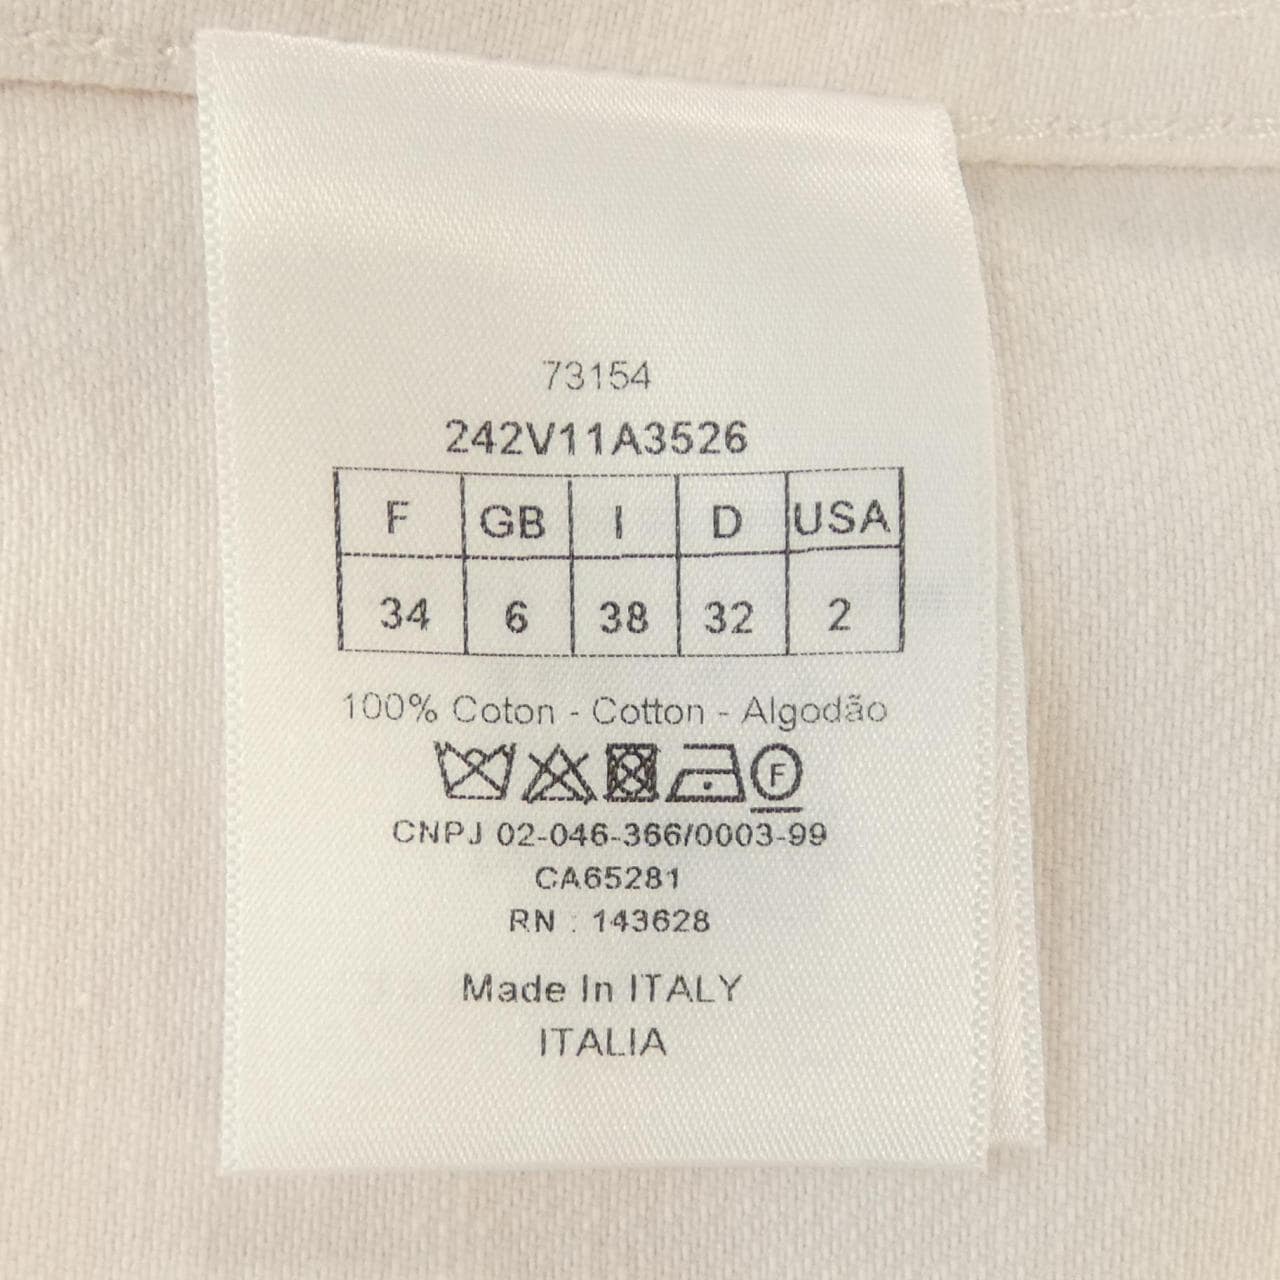 73154
242V11A3526
F GB I D USA
34 6 38 32 2
100% Coton - Cotton - Algodão
F
CNPJ 02-046-366/0003-99
CA65281
RN : 143628
Made In ITALY
ITALIA